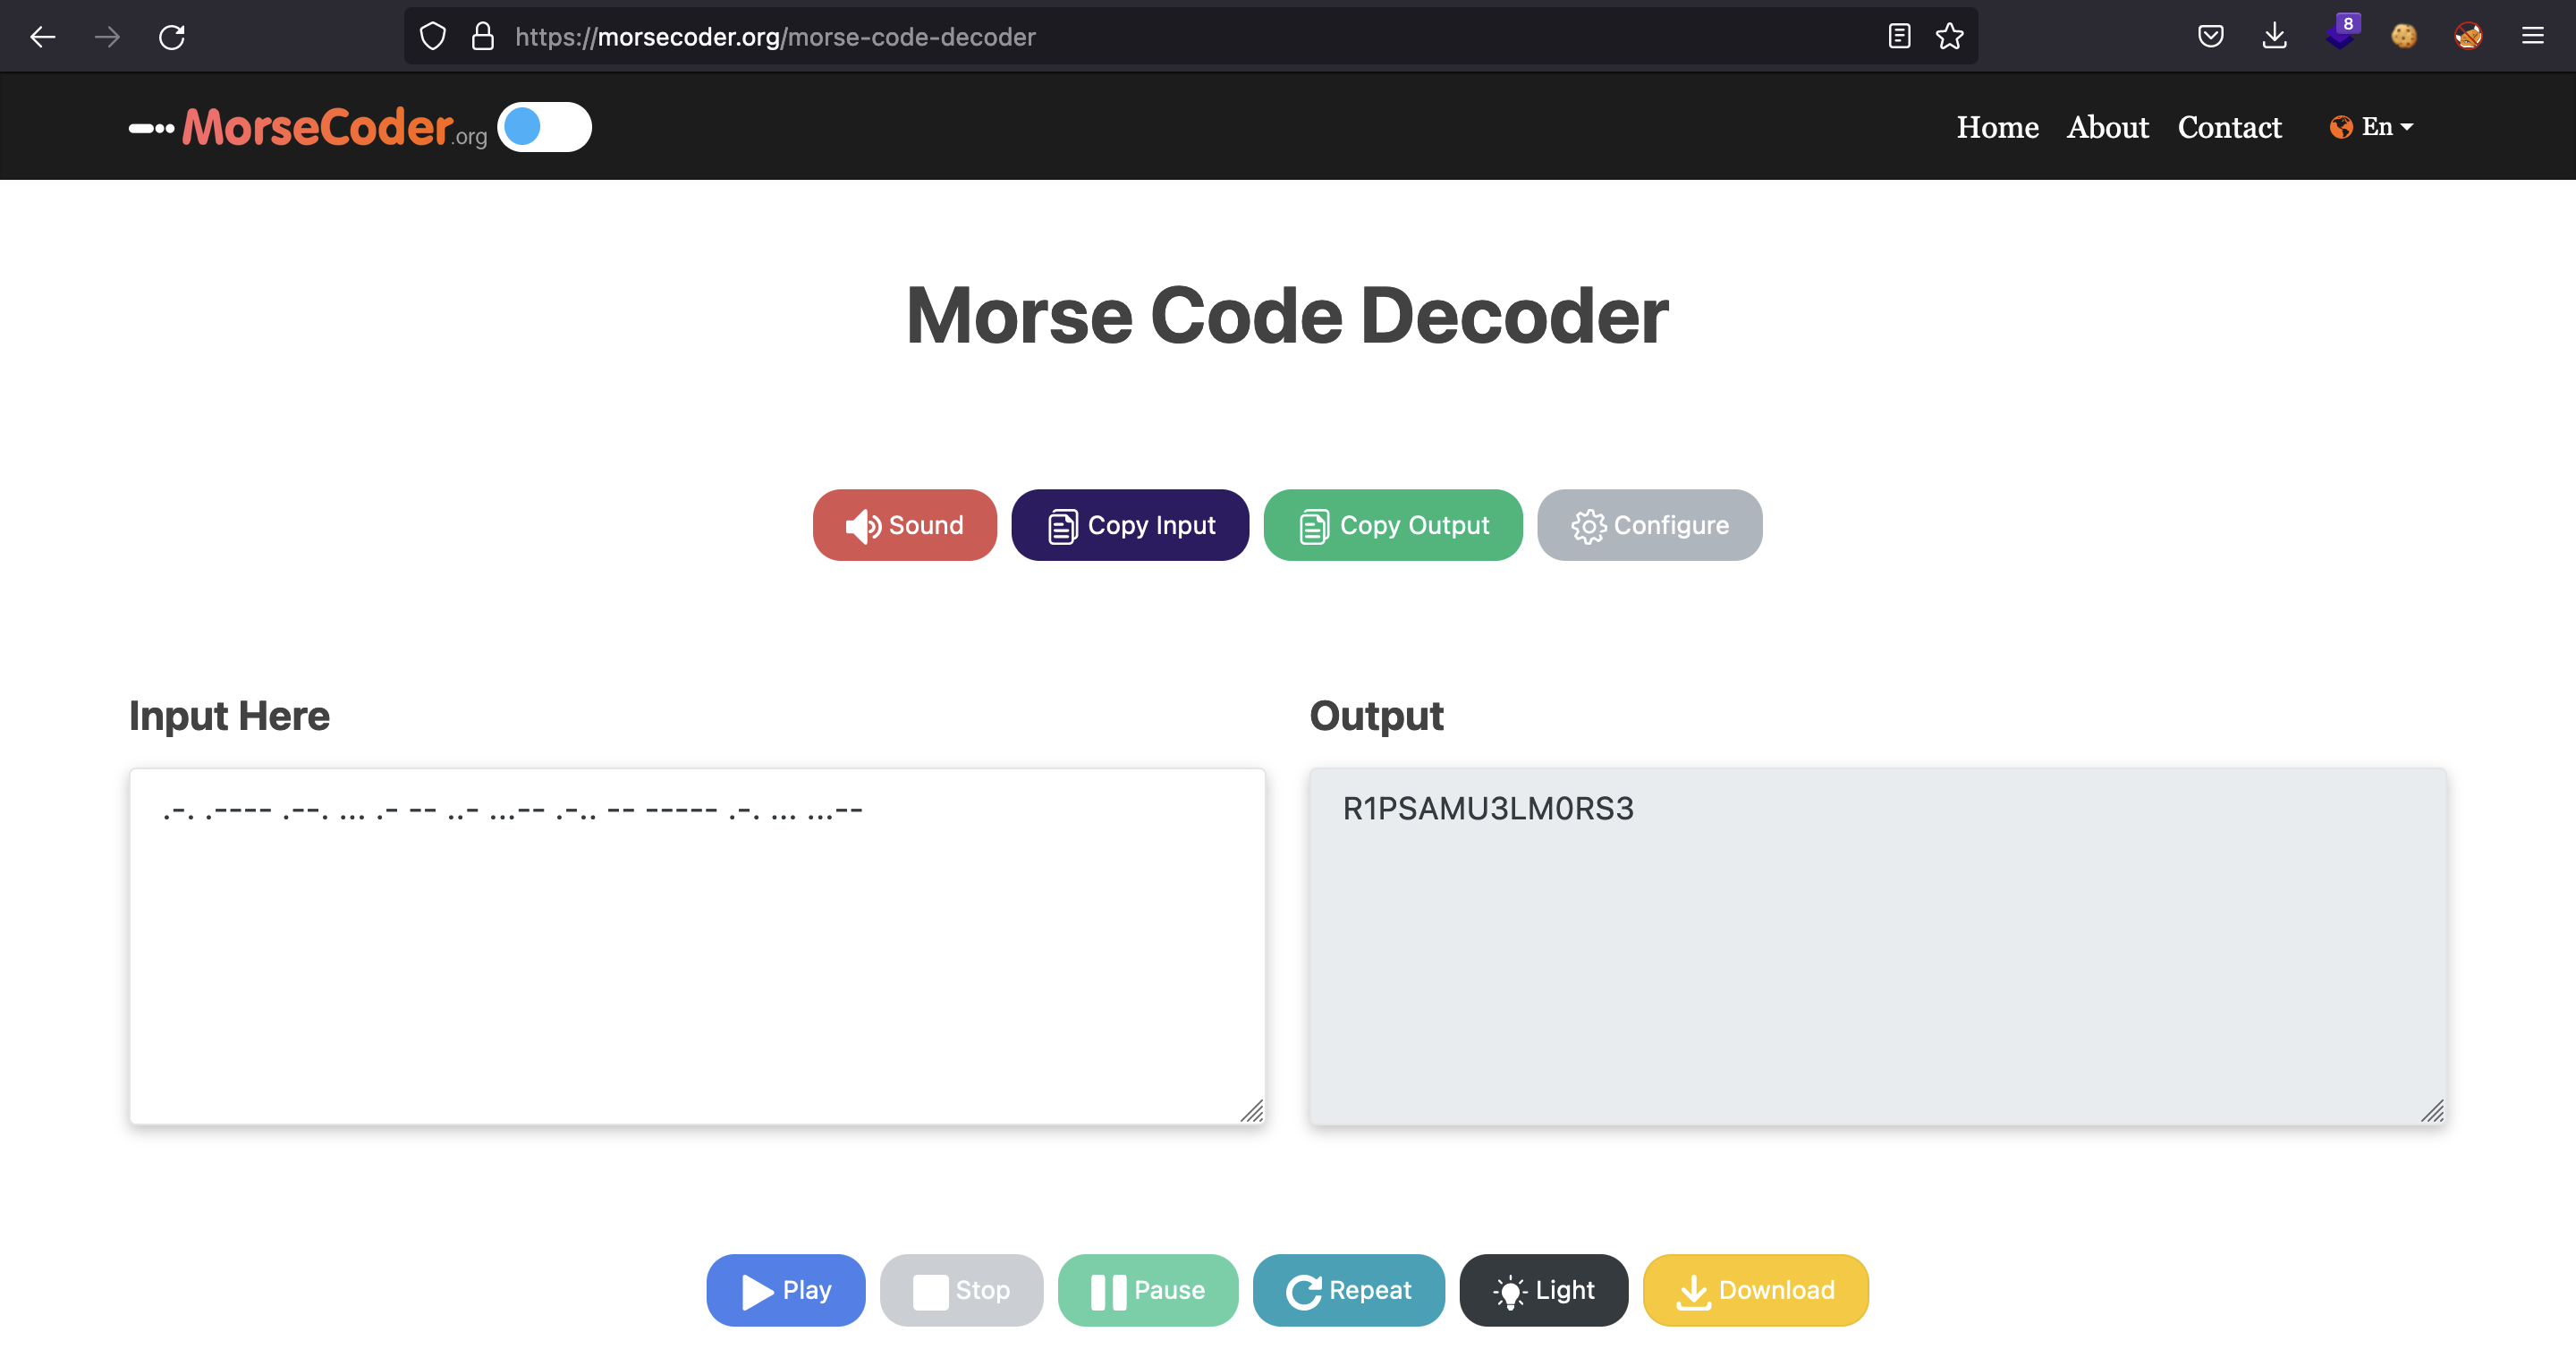 https://morsecoder.org/morse-code-decoder
8
MorseCoder.org
Home About Contact En
Morse Code Decoder
Sound Copy Input Copy Output Configure
Input Here
.-. .---- .--. ... .- -- ..- ...-- .-.. -- ----- .-. ... ...--
Output
R1PSAMU3LM0RS3
Play Stop Pause Repeat Light Download